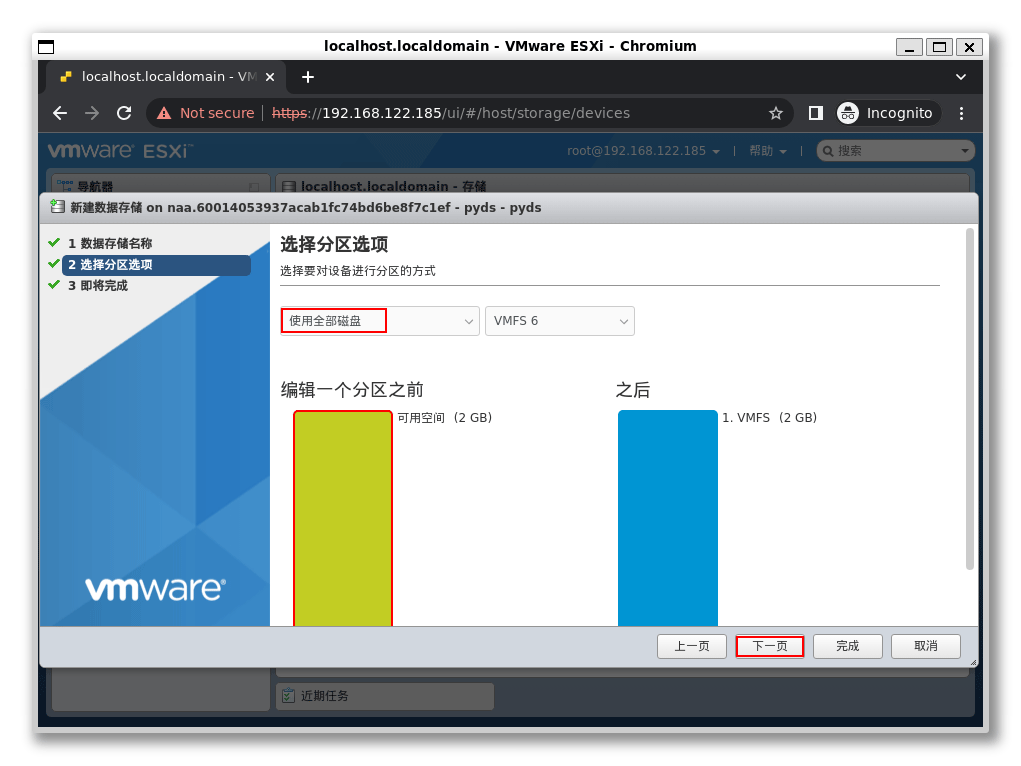 localhost.localdomain - VMware ESXi - Chromium
localhost.localdomain - VM
Not secure
https://192.168.122.185/ui/#/host/storage/devices
Incognito
vmware ESXi™
root@192.168.122.185
帮助
搜索
导航器
localhost.localdomain - 存储
新建数据存储 on naa.60014053937acab1fc74bd6be8f7c1ef - pyds - pyds
1 数据存储名称
2 选择分区选项
3 即将完成
选择分区选项
选择要对设备进行分区的方式
使用全部磁盘
VMFS 6
编辑一个分区之前
之后
可用空间 (2 GB)
1. VMFS (2 GB)
vmware®
上一页
下一页
完成
取消
近期任务